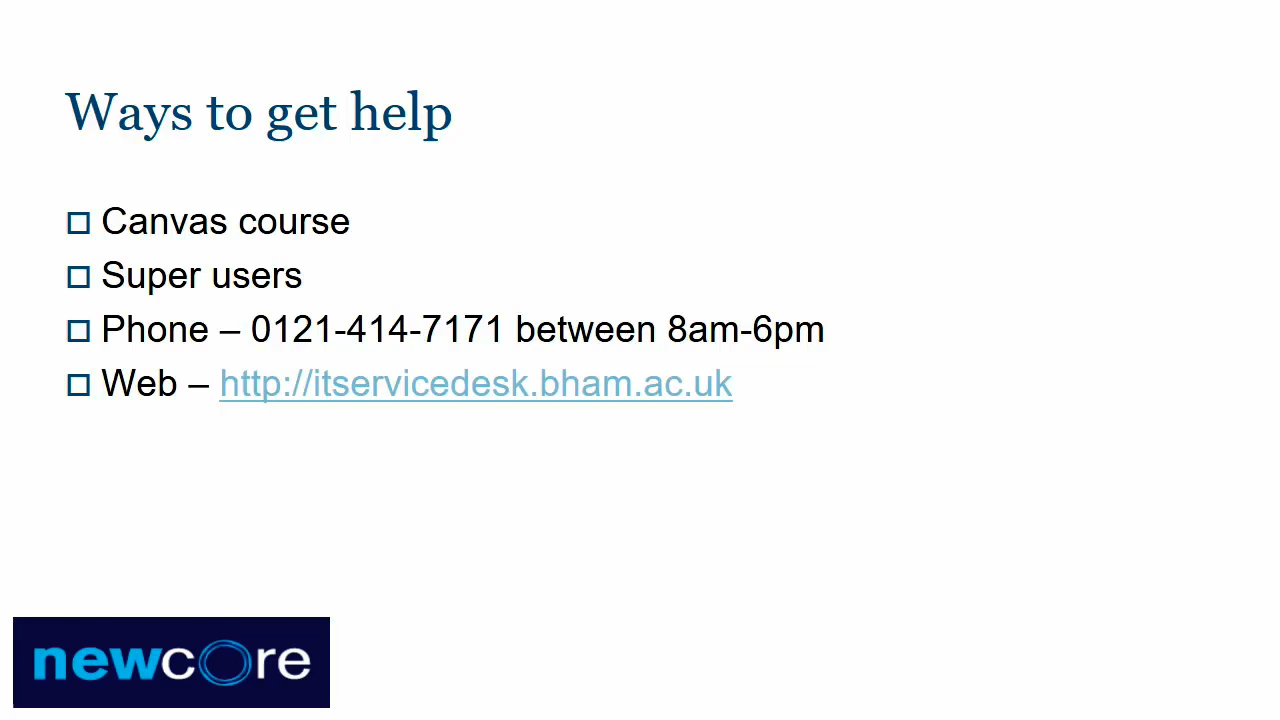 Ways to get help
Canvas course
Super users
Phone – 0121-414-7171 between 8am-6pm
Web – http://itservicedesk.bham.ac.uk
newcore